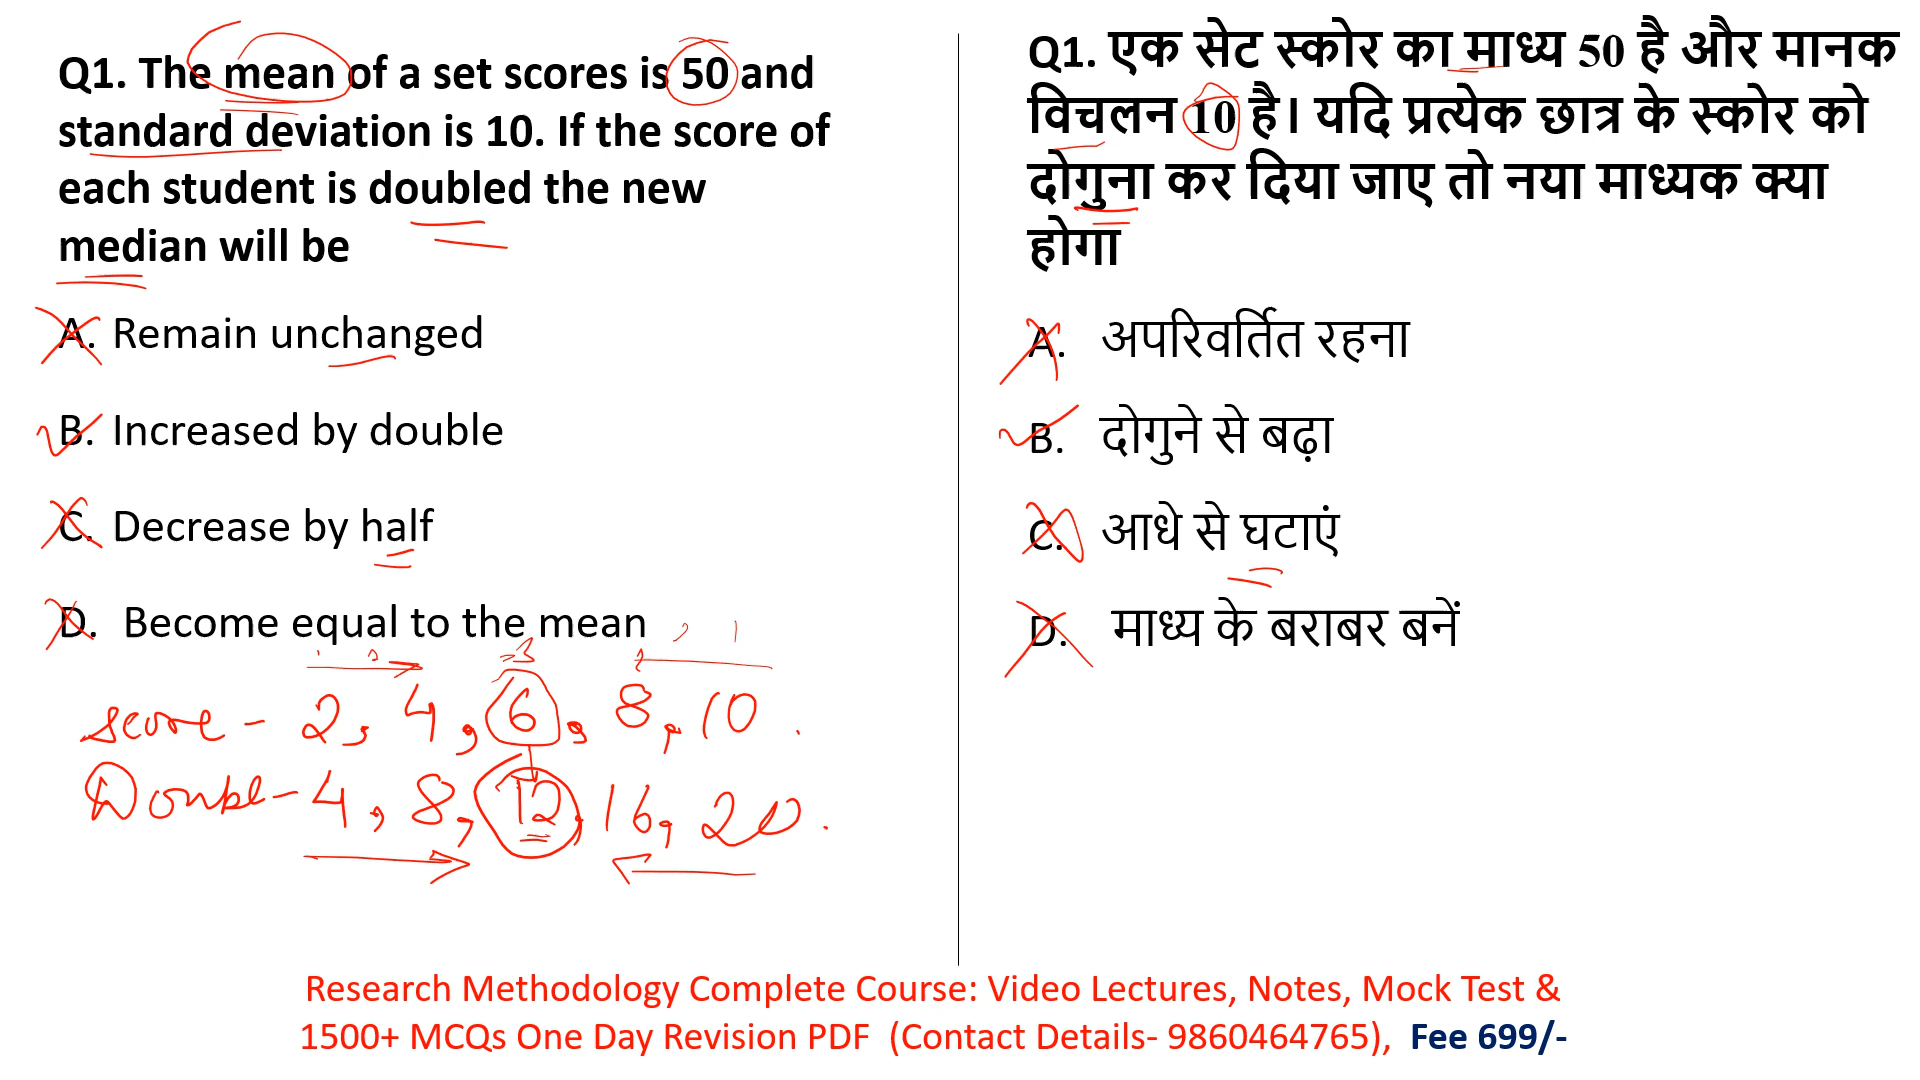 Q1. The mean of a set scores is 50 and
standard deviation is 10. If the score of
each student is doubled the new
median will be
A. Remain unchanged
B. Increased by double
C. Decrease by half
D. Become equal to the mean
score - 2, 4, 6, 8, 10.
Double - 4, 8, 12, 16, 20.
Q1. एक सेट स्कोर का माध्य 50 है और मानक
विचलन 10 है। यदि प्रत्येक छात्र के स्कोर को
दोगुना कर दिया जाए तो नया माध्यक क्या
होगा
A. अपरिवर्तित रहना
B. दोगुने से बढ़ा
C. आधे से घटाएं
D. माध्य के बराबर बनें
Research Methodology Complete Course: Video Lectures, Notes, Mock Test &
1500+ MCQs One Day Revision PDF (Contact Details- 9860464765), Fee 699/-